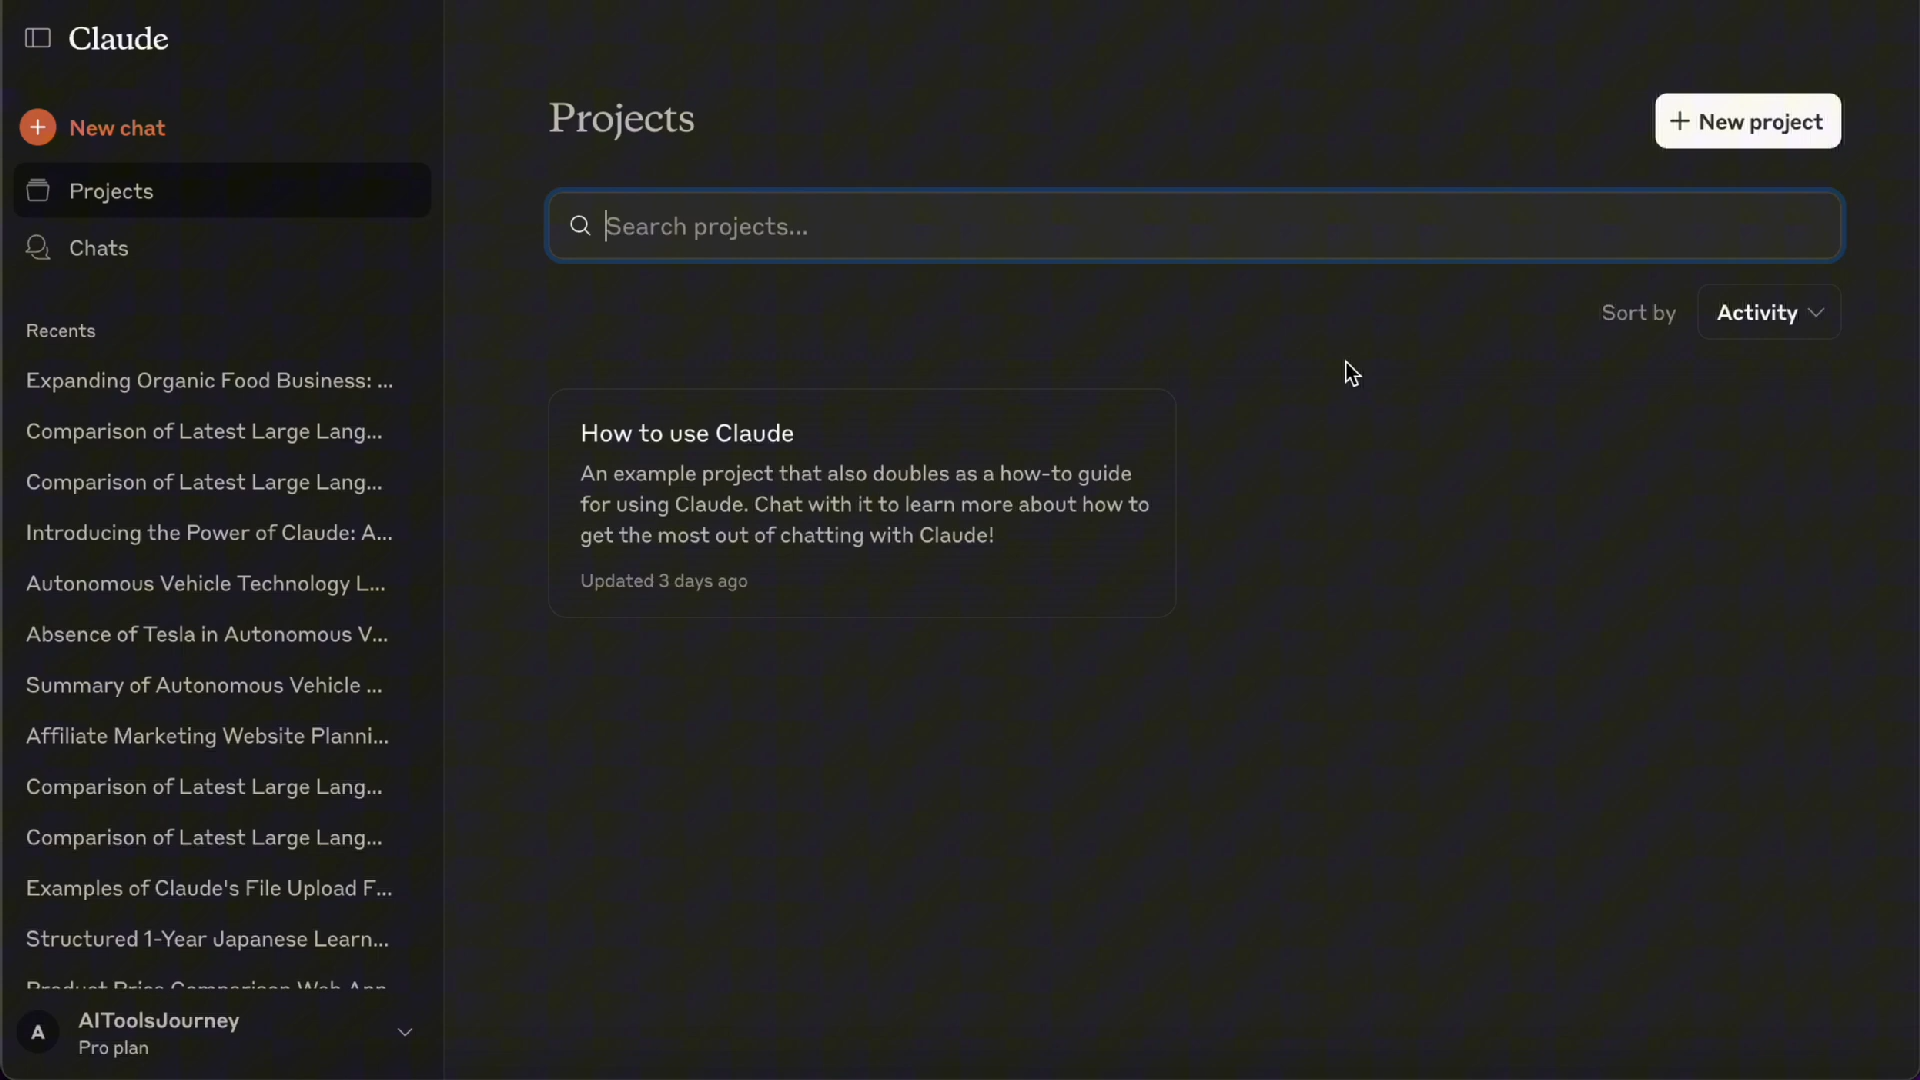 Claude
New chat
Projects
Chats
Recents
Expanding Organic Food Business: ...
Comparison of Latest Large Lang...
Comparison of Latest Large Lang...
Introducing the Power of Claude: A...
Autonomous Vehicle Technology L...
Absence of Tesla in Autonomous V...
Summary of Autonomous Vehicle ...
Affiliate Marketing Website Planni...
Comparison of Latest Large Lang...
Comparison of Latest Large Lang...
Examples of Claude's File Upload F...
Structured 1-Year Japanese Learn...
Product Price Comparison Web App
A
AIToolsJourney
Pro plan
Projects
+ New project
Search projects...
Sort by
Activity
How to use Claude
An example project that also doubles as a how-to guide
for using Claude. Chat with it to learn more about how to
get the most out of chatting with Claude!
Updated 3 days ago